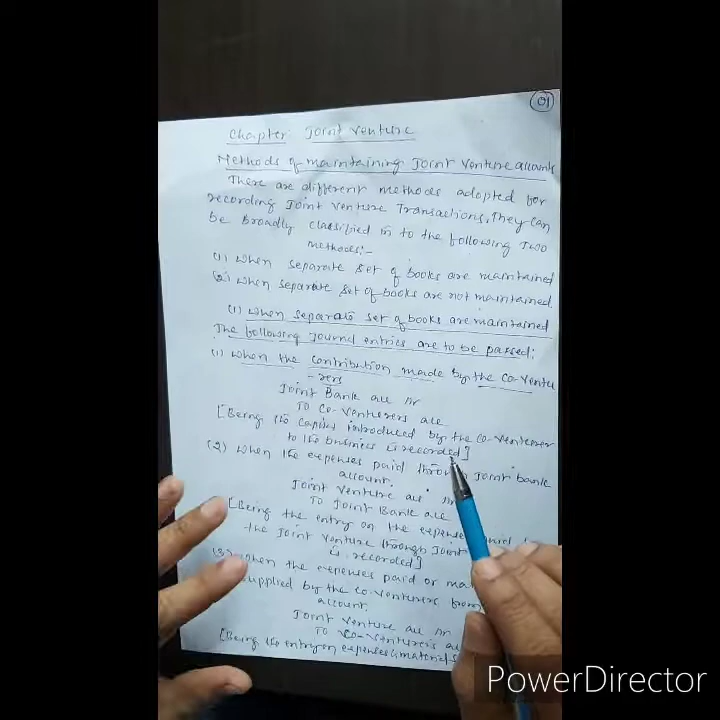 01
Chapter: Joint Venture
Methods of maintaining Joint Venture accounts
There are different methods adopted for
recording Joint Venture Transactions, They can
be broadly classified in to the following Two
methods:-
(1) When separate set of books are maintained
(2) When separate set of books are not maintained.
(1) When separate set of books are maintained
The following Journal entries are to be passed:
(1) When the contribution made by the co-ventu
-rers
Joint Bank a/c Dr
To Co-Venturers a/c
[Being the capital introduced by the co-venturer
to the business is recorded]
(2) When the expenses paid through Joint bank
account.
Joint Venture a/c Dr
To Joint Bank a/c
[Being the entry on the expense
the Joint Venture through Joint
is recorded]
(3) When the expenses paid or
supplied by the co-venturers from
account.
Joint Venture a/c Dr
To Co-Venturers a/c
[Being the entry on expenses & materials
PowerDirector